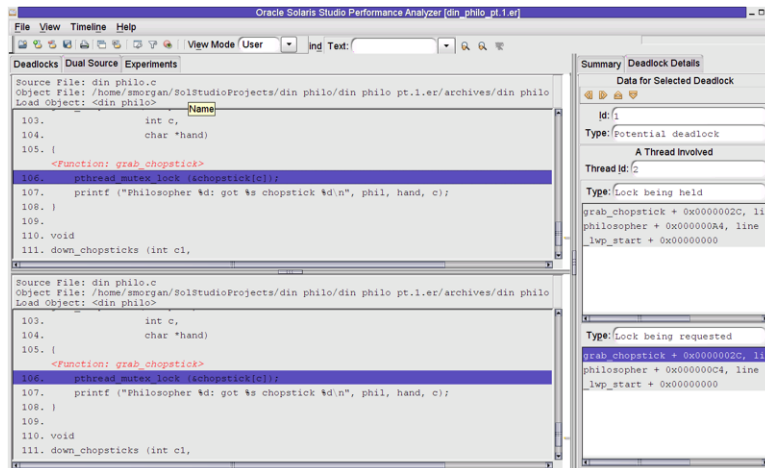 Oracle Solaris Studio Performance Analyzer [din_philo_pt.1.er]
File View Timeline Help
View Mode User ind Text:
Deadlocks Dual Source Experiments
Source File: din philo.c
Object File: /home/smorgan/SolStudioProjects/din philo/din philo pt.1.er/archives/din philo
Load Object: <din philo>
Name
103. int c,
104. char *hand)
105. {
<Function: grab_chopstick>
106. pthread_mutex_lock (&chopstick[c]);
107. printf ("Philosopher %d: got %s chopstick %d\n", phil, hand, c);
108. }
109.
110. void
111. down_chopsticks (int c1,
Source File: din philo.c
Object File: /home/smorgan/SolStudioProjects/din philo/din philo pt.1.er/archives/din philo
Load Object: <din philo>
103. int c,
104. char *hand)
105. {
<Function: grab_chopstick>
106. pthread_mutex_lock (&chopstick[c]);
107. printf ("Philosopher %d: got %s chopstick %d\n", phil, hand, c);
108. }
109.
110. void
111. down_chopsticks (int c1,
Summary Deadlock Details
Data for Selected Deadlock
Id: 1
Type: Potential deadlock
A Thread Involved
Thread Id: 2
Type: Lock being held
grab_chopstick + 0x0000002C, li
philosopher + 0x000000A4, line
_lwp_start + 0x00000000
Type: Lock being requested
grab_chopstick + 0x0000002C, li
philosopher + 0x000000C4, line
_lwp_start + 0x00000000